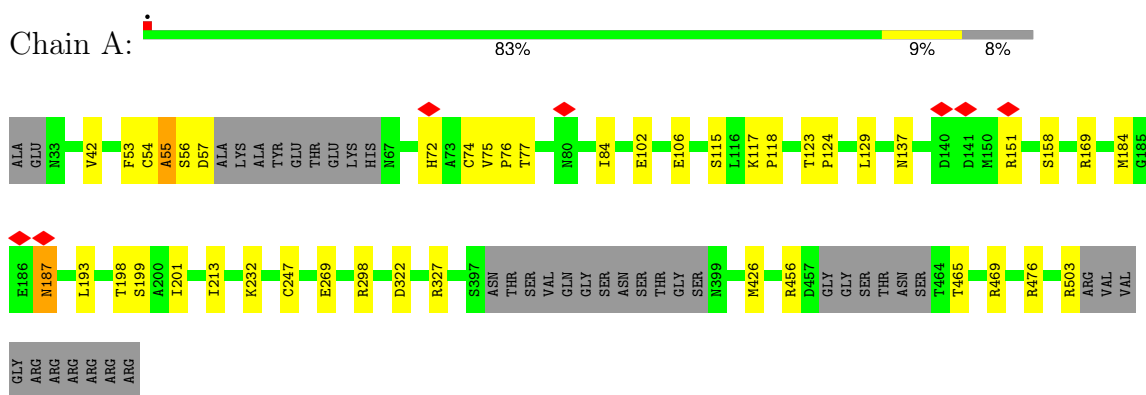 Chain A:
83% 9% 8%
ALA GLU N33 V42 F53 C54 A55 S56 D57 ALA LYS ALA TYR GLU THR GLU LYS HIS N67 H72 A73 C74 V75 P76 T77 N80 I84 E102 E106 S115 L116 K117 P118 T123 P124 L129 N137 D140 D141 M150 R151 S158 R169 M184 G185
E186 N187 L193 T198 S199 A200 I201 I213 K232 C247 E269 R298 D322 R327 S397 ASN THR SER VAL GLN GLY SER ASN SER THR GLY SER N399 M426 R456 D457 GLY GLY SER THR ASN SER T464 T465 R469 R476 R503 ARG VAL VAL
GLY ARG ARG ARG ARG ARG ARG